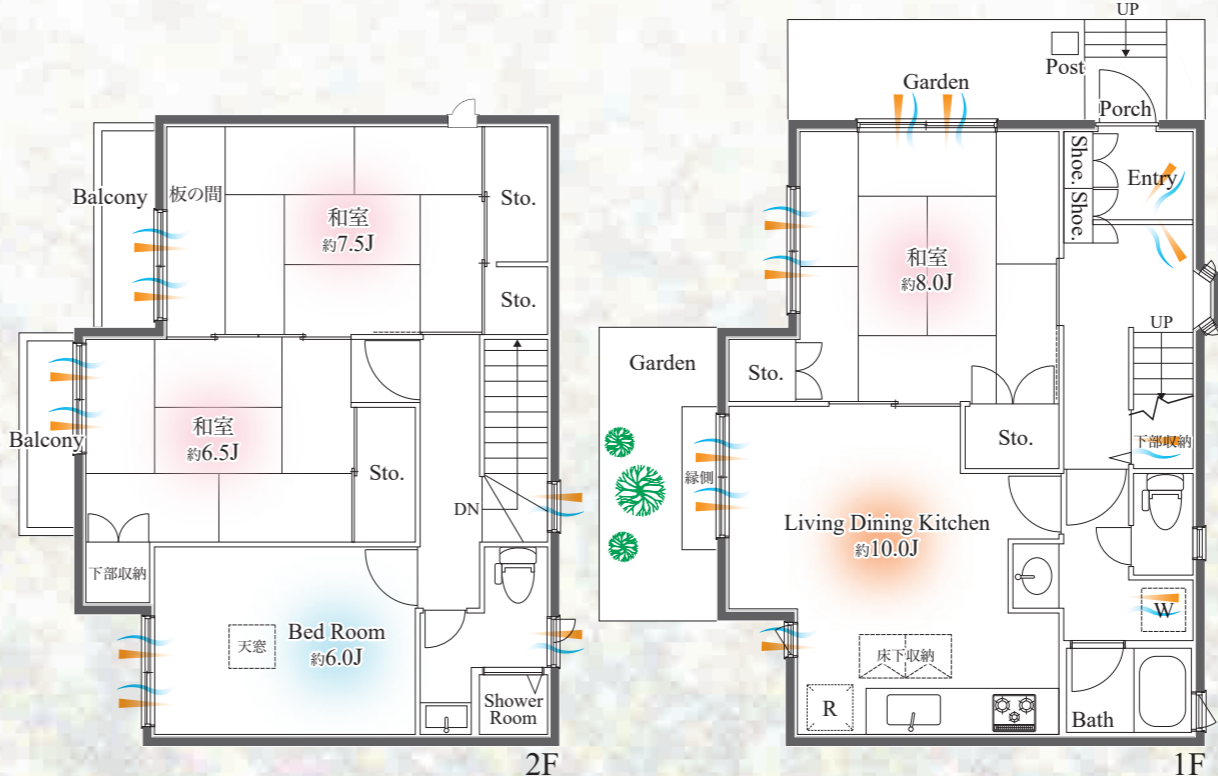 Balcony
板の間
和室
約7.5J
Sto.
Sto.
Balcony
和室
約6.5J
Sto.
DN
下部収納
天窓
Bed Room
約6.0J
Shower
Room
2F
UP
Post
Garden
Porch
Shoe.
Shoe.
Entry
和室
約8.0J
UP
Garden
Sto.
Sto.
下部収納
縁側
Living Dining Kitchen
約10.0J
W
床下収納
R
Bath
1F